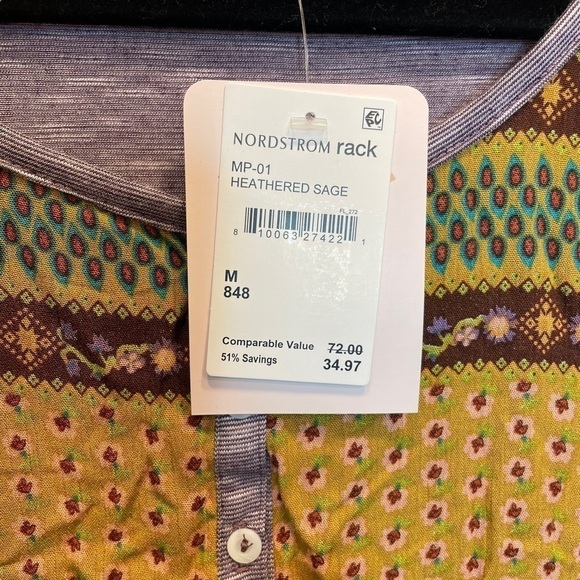 NORDSTROM rack
MP-01
HEATHERED SAGE
FL_272
8 10063 27422 1
M
848
Comparable Value 72.00
51% Savings 34.97